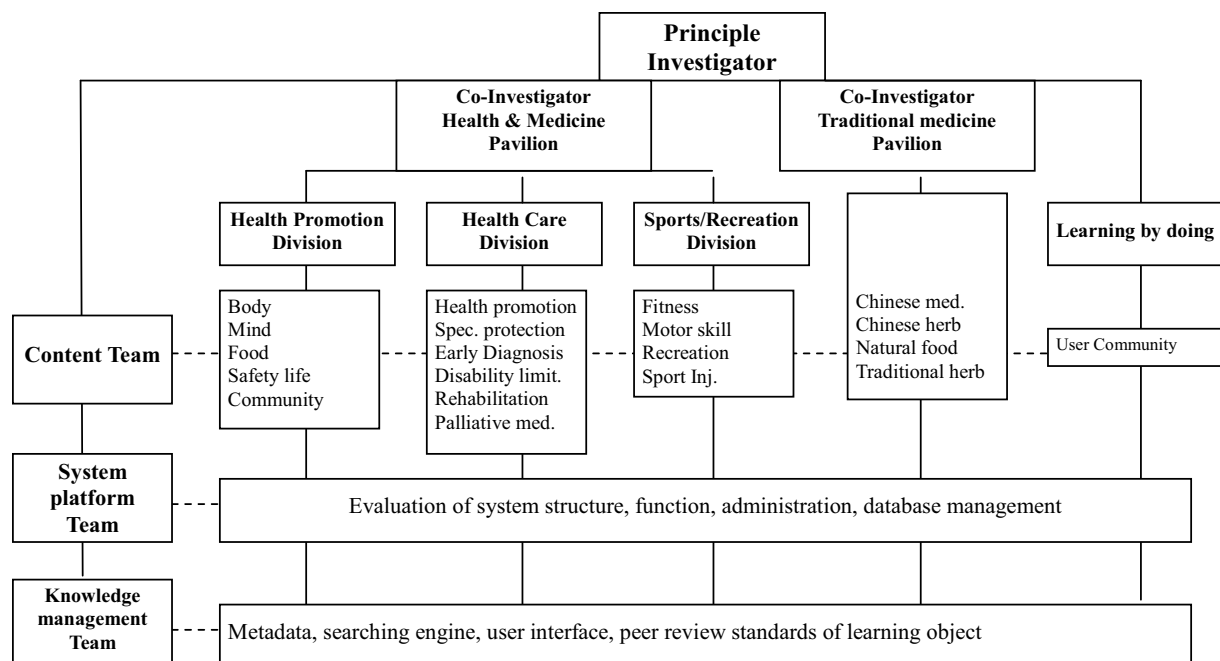 Principle
Investigator
Co-Investigator
Health & Medicine
Pavilion
Co-Investigator
Traditional medicine
Pavilion
Health Promotion
Division
Health Care
Division
Sports/Recreation
Division
Learning by doing
Content Team
Body
Mind
Food
Safety life
Community
Health promotion
Spec. protection
Early Diagnosis
Disability limit.
Rehabilitation
Palliative med.
Fitness
Motor skill
Recreation
Sport Inj.
Chinese med.
Chinese herb
Natural food
Traditional herb
User Community
System
platform
Team
Evaluation of system structure, function, administration, database management
Knowledge
management
Team
Metadata, searching engine, user interface, peer review standards of learning object